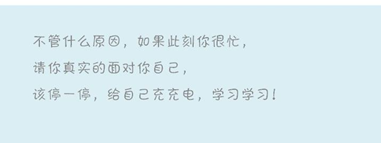 不管什么原因，如果此刻你很忙，
请你真实的面对你自己，
该停一停，给自己充充电，学习学习！